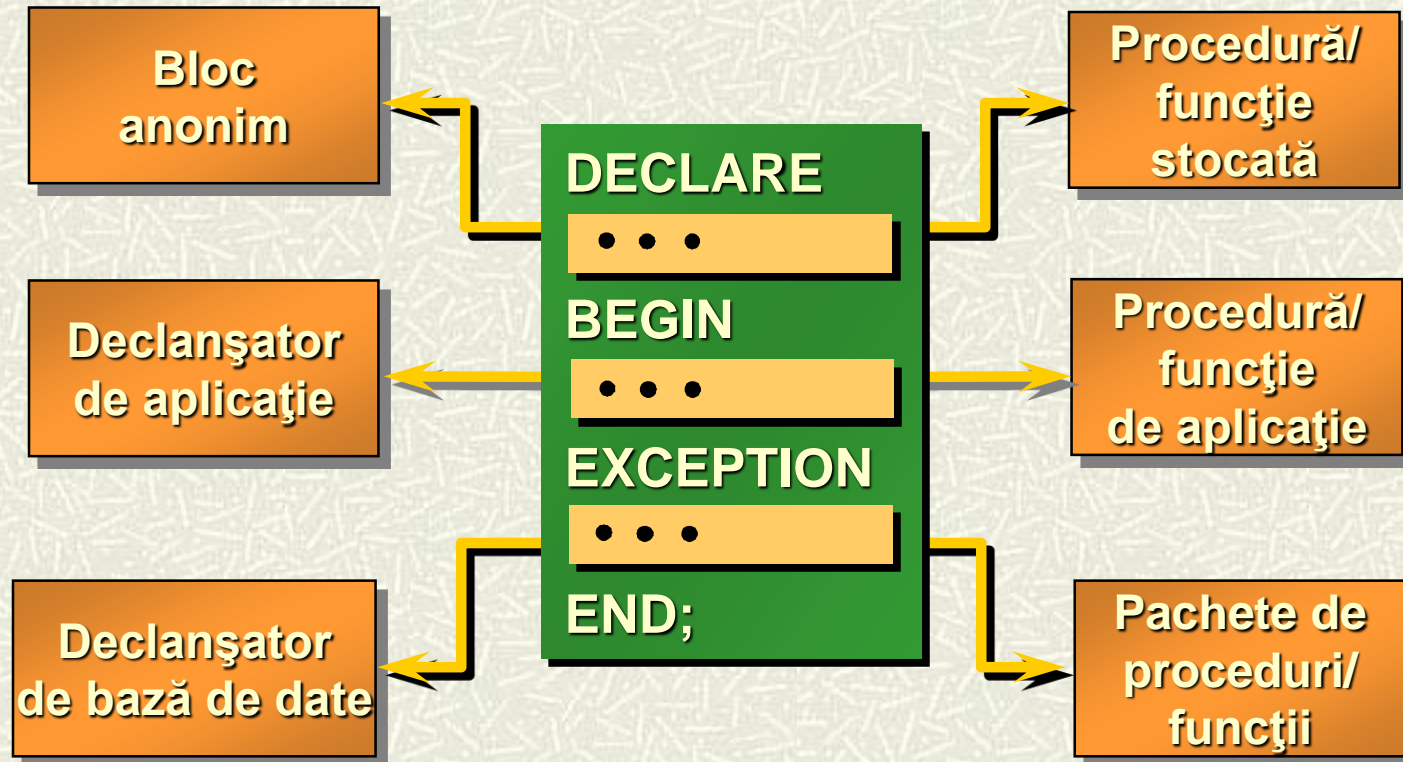 Bloc
anonim
Declanşator
de aplicaţie
Declanşator
de bază de date
DECLARE
• • •
BEGIN
• • •
EXCEPTION
• • •
END;
Procedură/
funcţie
stocată
Procedură/
funcţie
de aplicaţie
Pachete de
proceduri/
funcţii